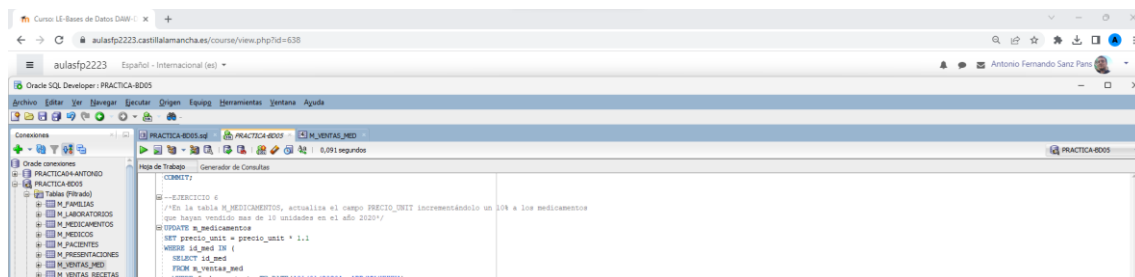 Curso: LE-Bases de Datos DAW-
aulasfp2223.castillalamancha.es/course/view.php?id=638
aulasfp2223 Español - Internacional (es) Antonio Fernando Sanz Pans
Oracle SQL Developer : PRACTICA-BD05
Archivo Editar Ver Navegar Ejecutar Origen Equipo Herramientas Ventana Ayuda
Conexiones PRACTICA-BD05.sql PRACTICA-BD05 M_VENTAS_MED
0,091 segundos PRACTICA-BD05
Oracle conexiones
PRACTICA04-ANTONIO
PRACTICA-BD05
Tablas (Filtrado)
M_FAMILIAS
M_LABORATORIOS
M_MEDICAMENTOS
M_MEDICOS
M_PACIENTES
M_PRESENTACIONES
M_VENTAS_MED
M_VENTAS_RECETAS
Hoja de Trabajo Generador de Consultas
COMMIT;
--EJERCICIO 6
/*En la tabla M_MEDICAMENTOS, actualiza el campo PRECIO_UNIT incrementándolo un 10% a los medicamentos
que hayan vendido mas de 10 unidades en el año 2020*/
UPDATE m_medicamentos
SET precio_unit = precio_unit * 1.1
WHERE id_med IN (
SELECT id_med
FROM m_ventas_med